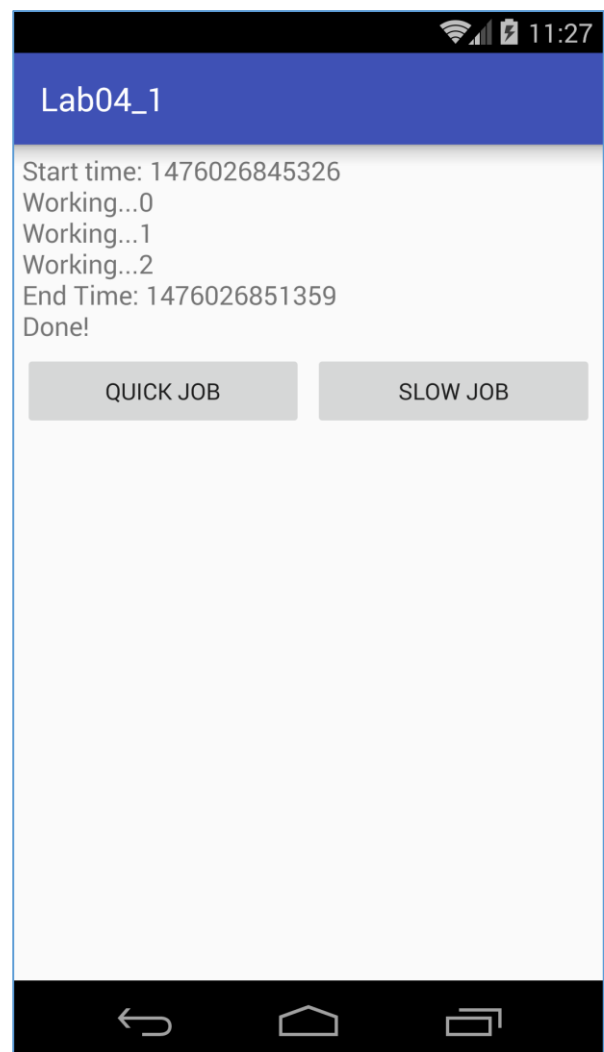 11:27
Lab04_1
Start time: 1476026845326
Working...0
Working...1
Working...2
End Time: 1476026851359
Done!
QUICK JOB
SLOW JOB